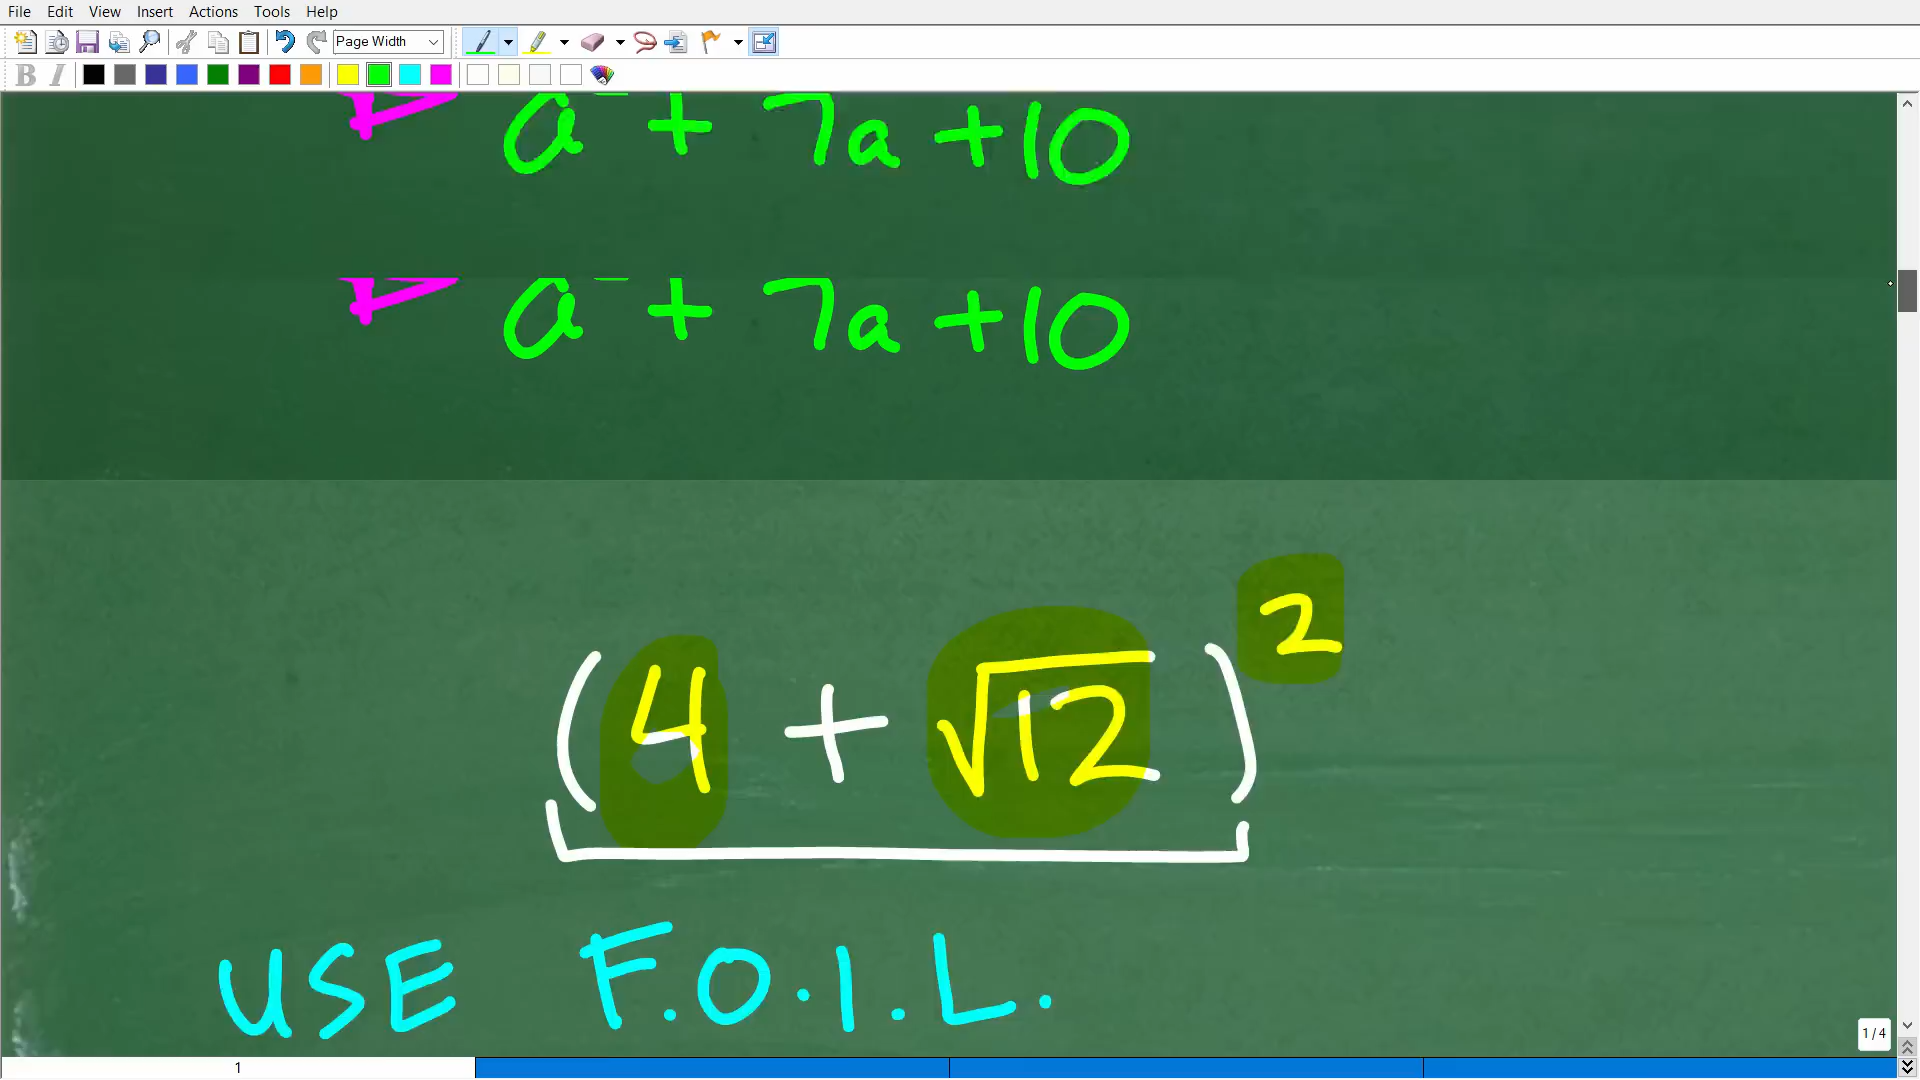 File Edit View Insert Actions Tools Help
Page Width
B I
a + 7a + 10
a + 7a + 10
(4 + √12)²
USE F.O.I.L.
1 / 4
1